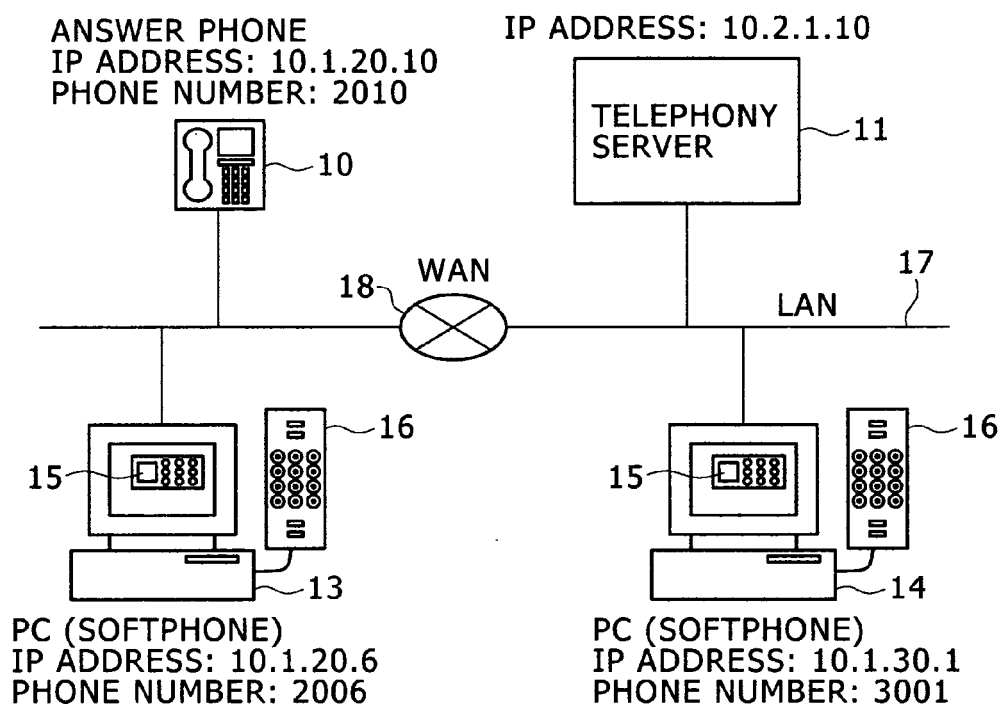 ANSWER PHONE
IP ADDRESS: 10.1.20.10
PHONE NUMBER: 2010
10
IP ADDRESS: 10.2.1.10
TELEPHONY
SERVER
11
WAN
18
LAN
17
15
16
13
PC (SOFTPHONE)
IP ADDRESS: 10.1.20.6
PHONE NUMBER: 2006
15
16
14
PC (SOFTPHONE)
IP ADDRESS: 10.1.30.1
PHONE NUMBER: 3001